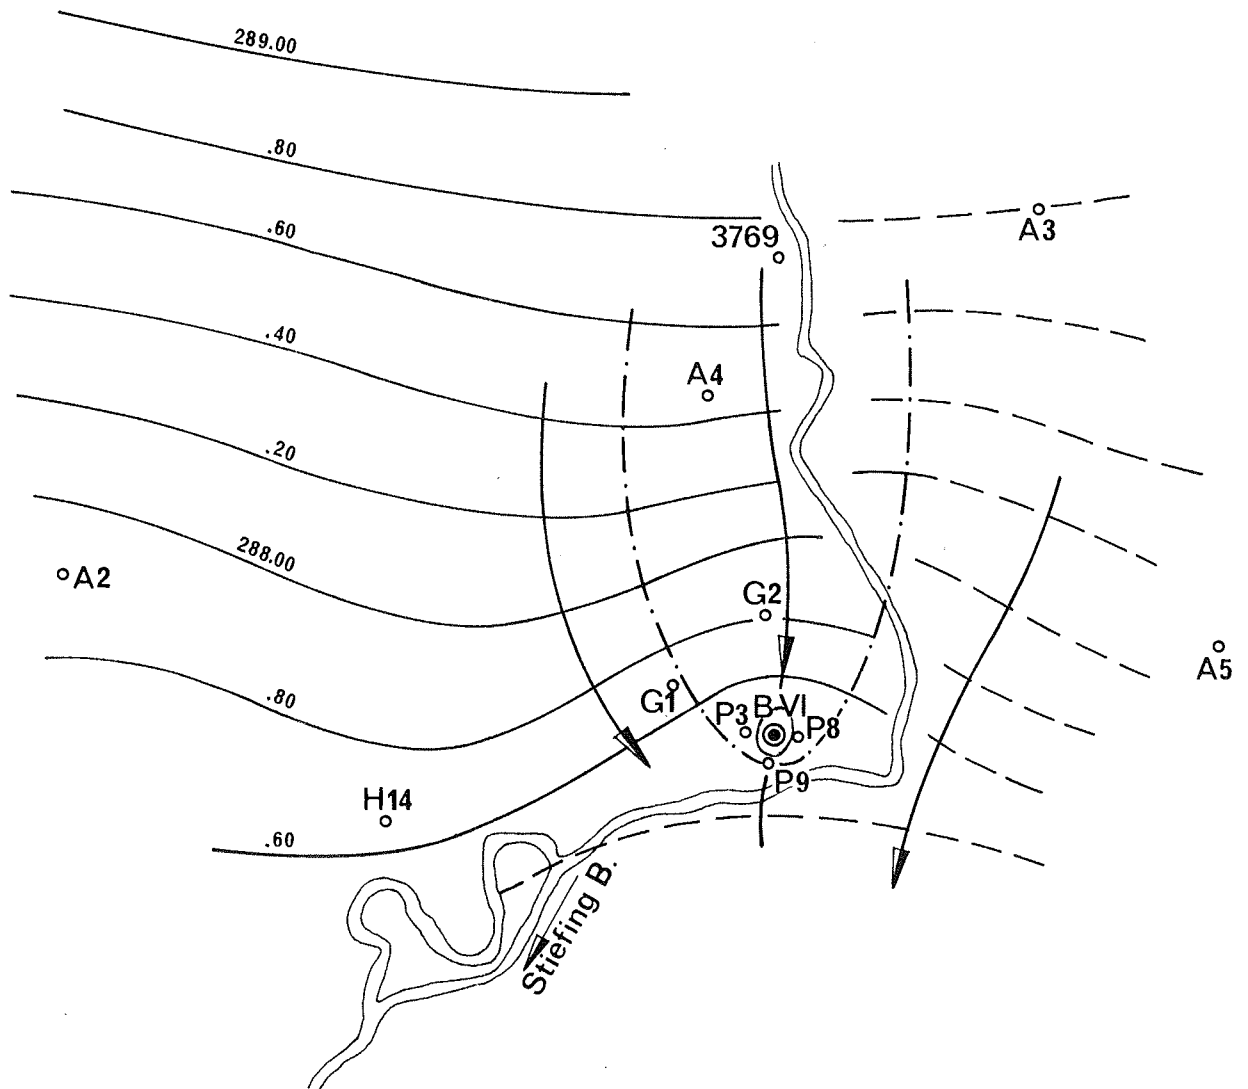 289.00
.80
.60
3769
A3
.40
A4
.20
288.00
A2
G2
A5
.80
G1
P3
B-VI
P8
P9
H14
.60
Stiefing B.